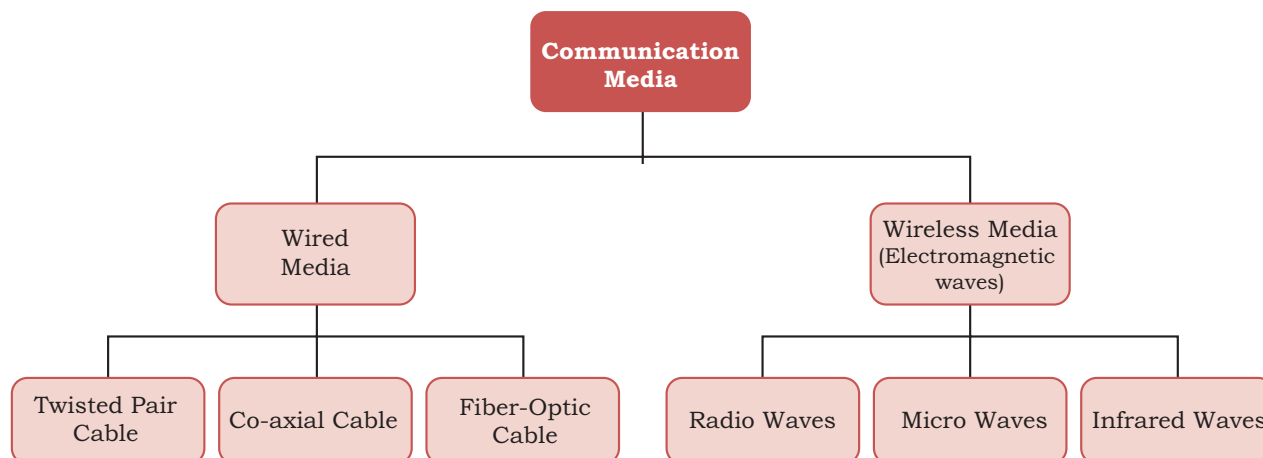 Communication
Media
Wired
Media
Wireless Media
(Electromagnetic
waves)
Twisted Pair
Cable
Co-axial Cable
Fiber-Optic
Cable
Radio Waves
Micro Waves
Infrared Waves